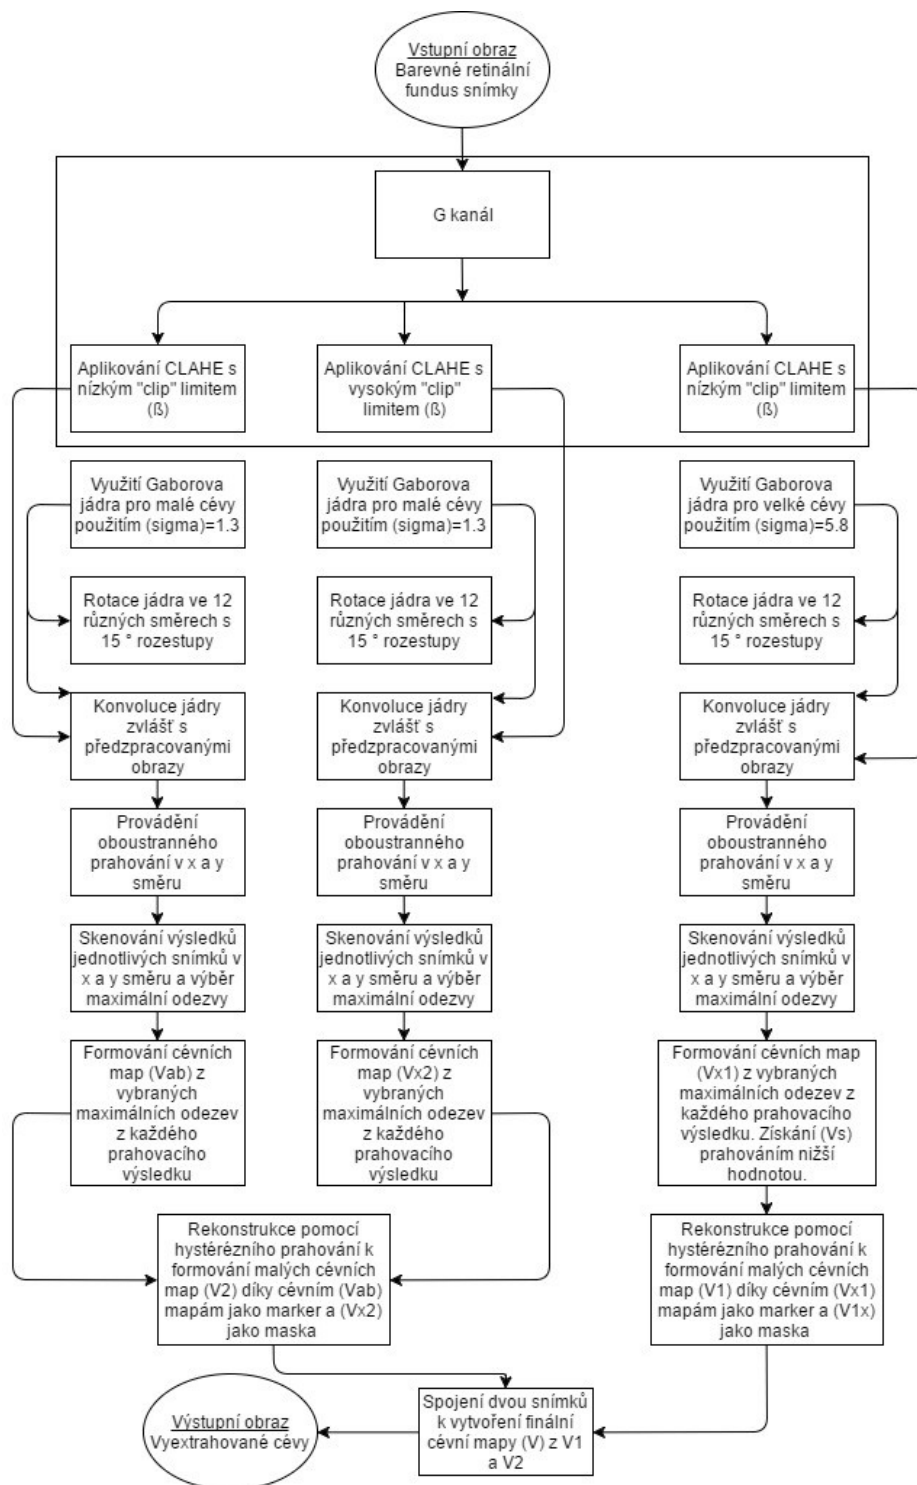 Vstupní obraz
Barevné retinální
fundus snímky
G kanál
Aplikování CLAHE s
nízkým "clip" limitem
(ß)
Aplikování CLAHE s
vysokým "clip"
limitem (ß)
Aplikování CLAHE s
nízkým "clip" limitem
(ß)
Využití Gaborova
jádra pro malé cévy
použitím (sigma)=1.3
Využití Gaborova
jádra pro malé cévy
použitím (sigma)=1.3
Využití Gaborova
jádra pro velké cévy
použitím (sigma)=5.8
Rotace jádra ve 12
různých směrech s
15 ° rozestupy
Rotace jádra ve 12
různých směrech s
15 ° rozestupy
Rotace jádra ve 12
různých směrech s
15 ° rozestupy
Konvoluce jádry
zvlášť s
předzpracovanými
obrazy
Konvoluce jádry
zvlášť s
předzpracovanými
obrazy
Konvoluce jádry
zvlášť s
předzpracovanými
obrazy
Provádění
oboustranného
prahování v x a y
směru
Provádění
oboustranného
prahování v x a y
směru
Provádění
oboustranného
prahování v x a y
směru
Skenování výsledků
jednotlivých snímků v
x a y směru a výběr
maximální odezvy
Skenování výsledků
jednotlivých snímků v
x a y směru a výběr
maximální odezvy
Skenování výsledků
jednotlivých snímků v
x a y směru a výběr
maximální odezvy
Formování cévních
map (Vab) z
vybraných
maximálních odezev
z každého
prahovacího
výsledku
Formování cévních
map (Vx2) z
vybraných
maximálních odezev
z každého
prahovacího
výsledku
Formování cévních map
(Vx1) z vybraných
maximálních odezev z
každého prahovacího
výsledku. Získání (Vs)
prahováním nižší
hodnotou.
Rekonstrukce pomocí
hystérézního prahování k
formování malých cévních
map (V2) díky cévním (Vab)
mapám jako marker a (Vx2)
jako maska
Rekonstrukce pomocí
hystérézního prahování k
formování malých cévních
map (V1) díky cévním (Vx1)
mapám jako marker a (V1x)
jako maska
Spojení dvou snímků
k vytvoření finální
cévní mapy (V) z V1
a V2
Výstupní obraz
Vyextrahované cévy